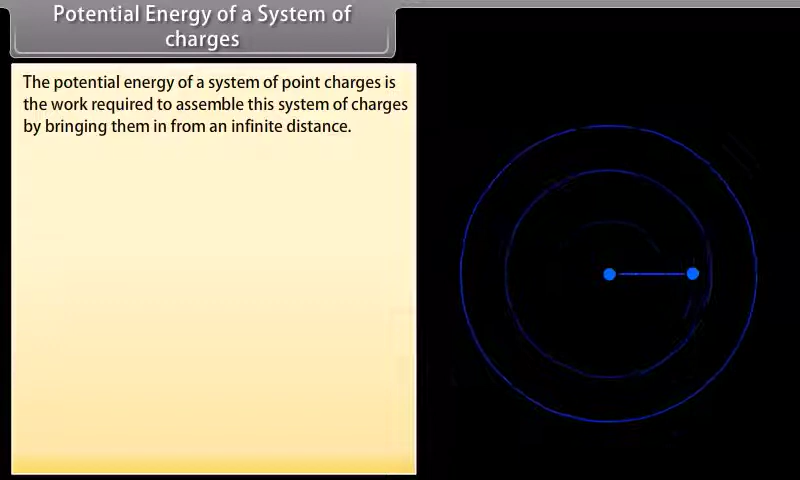 Potential Energy of a System of
charges
The potential energy of a system of point charges is
the work required to assemble this system of charges
by bringing them in from an infinite distance.